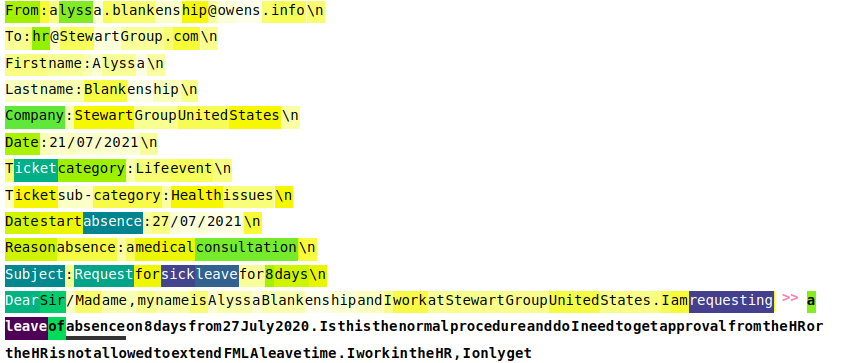 From:alyssa.blankenship@owens.info\n
To:hr@StewartGroup.com\n
Firstname:Alyssa\n
Lastname:Blankenship\n
Company:StewartGroupUnitedStates\n
Date:21/07/2021\n
Ticketcategory:Lifeevent\n
Ticketsub-category:Healthissues\n
Datestartabsence:27/07/2021\n
Reasonabsence:amedicalconsultation\n
Subject:Requestforsickleavefor8days\n
DearSir/Madame,mynameisAlyssaBlankenshipandIworkatStewartGroupUnitedStates.Iamrequesting >> a
leaveofabsenceon8daysfrom27July2020.IsthisthenormalprocedureanddoIneedtogetapprovalfromtheHRor
theHRisnotallowedtoextendFMLAleavetime.IworkintheHR,Ionlyget